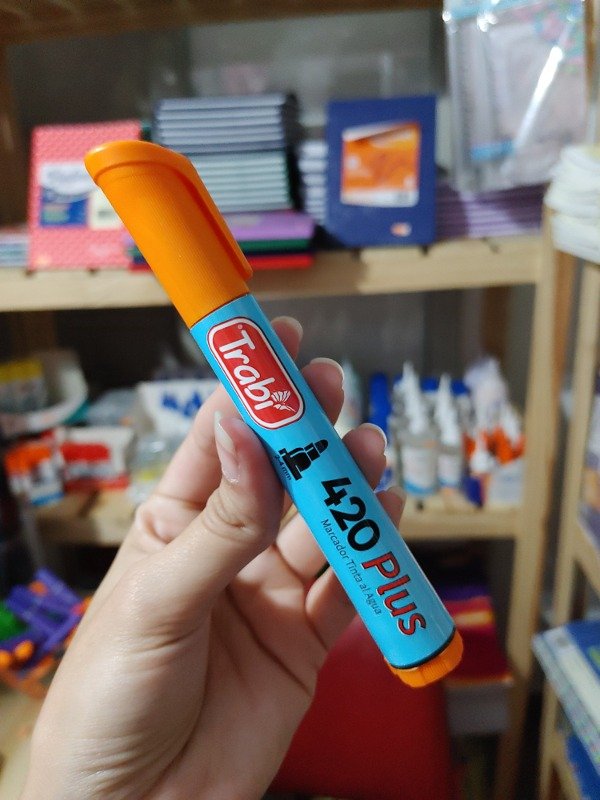 Trabi
420 Plus
Marcador Tinta al Agua